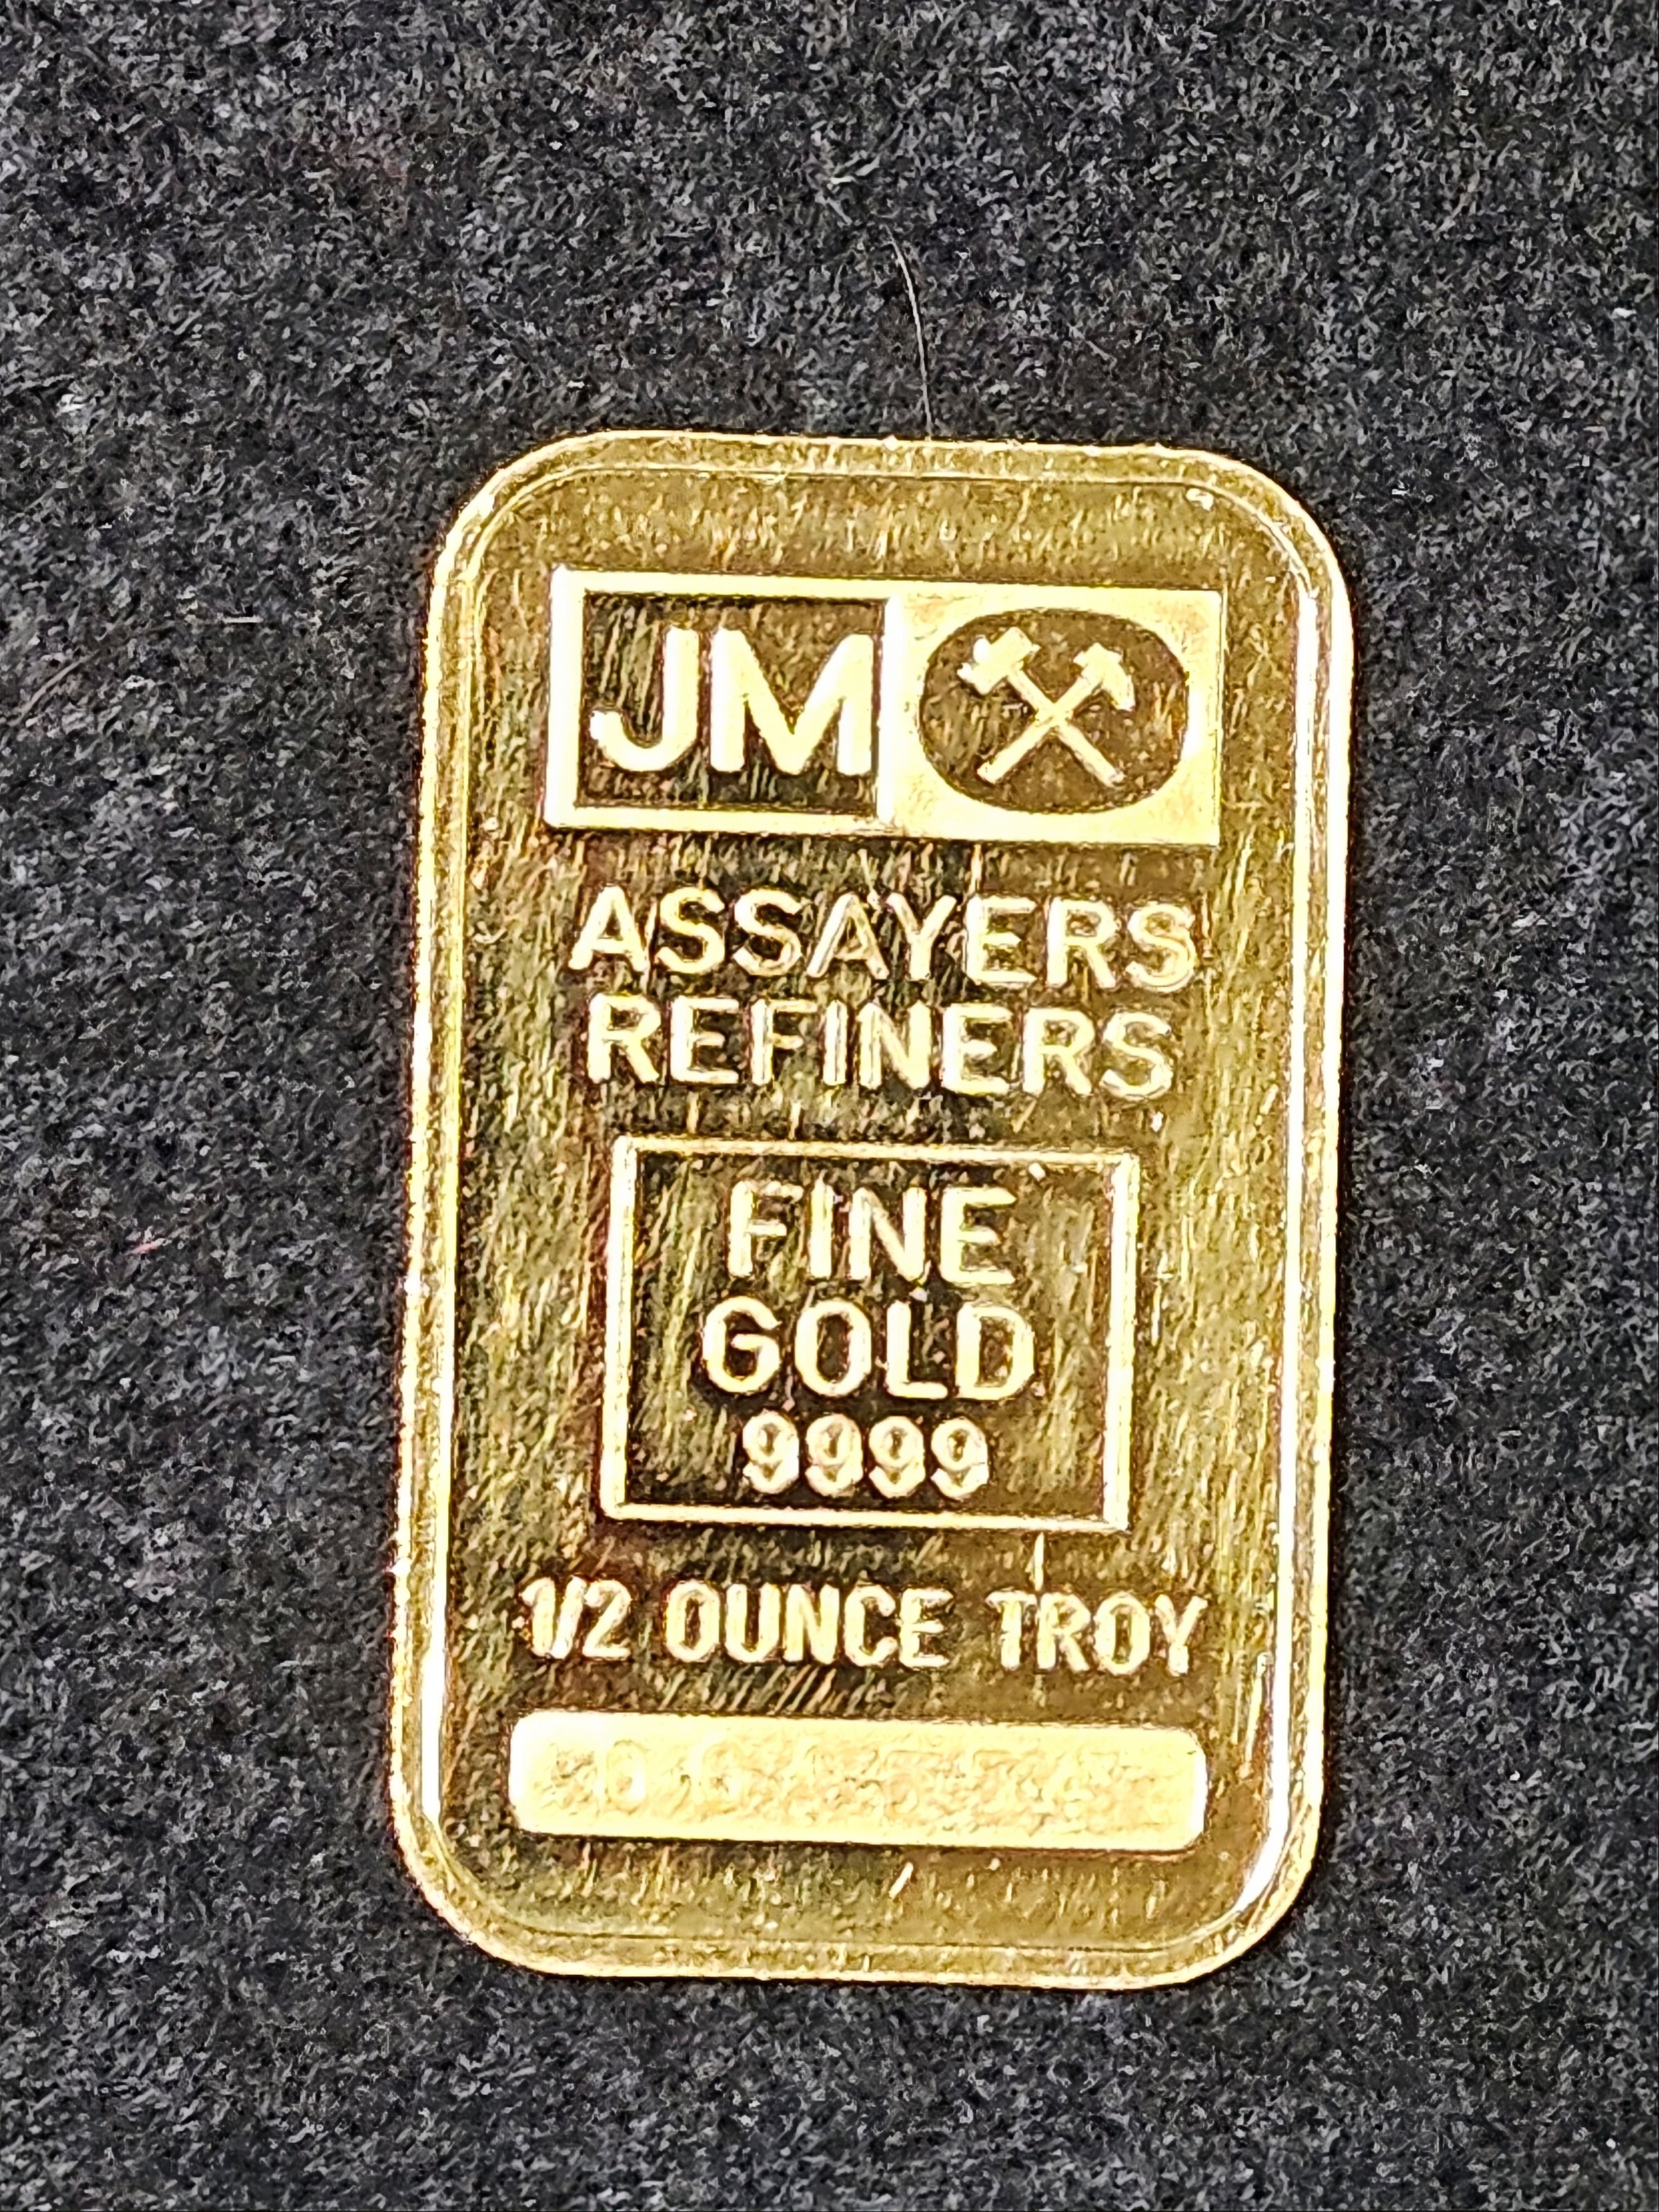 JM
ASSAYERS
REFINERS
FINE
GOLD
9999
1/2 OUNCE TROY